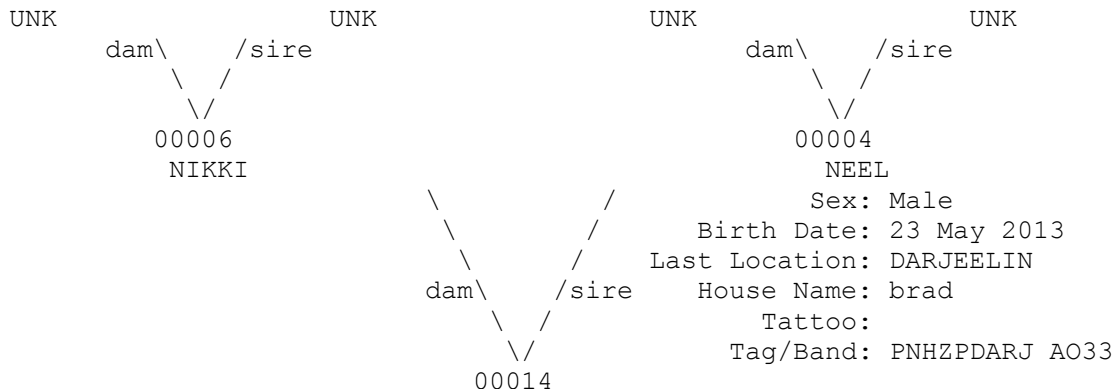 UNK UNK UNK UNK
dam\ /sire dam\ /sire
\ / \ /
\/ \/
00006 00004
NIKKI NEEL
\ / Sex: Male
\ / Birth Date: 23 May 2013
\ / Last Location: DARJEELIN
dam\ /sire House Name: brad
\ / Tattoo:
\/ Tag/Band: PNHZPDARJ AO33
00014